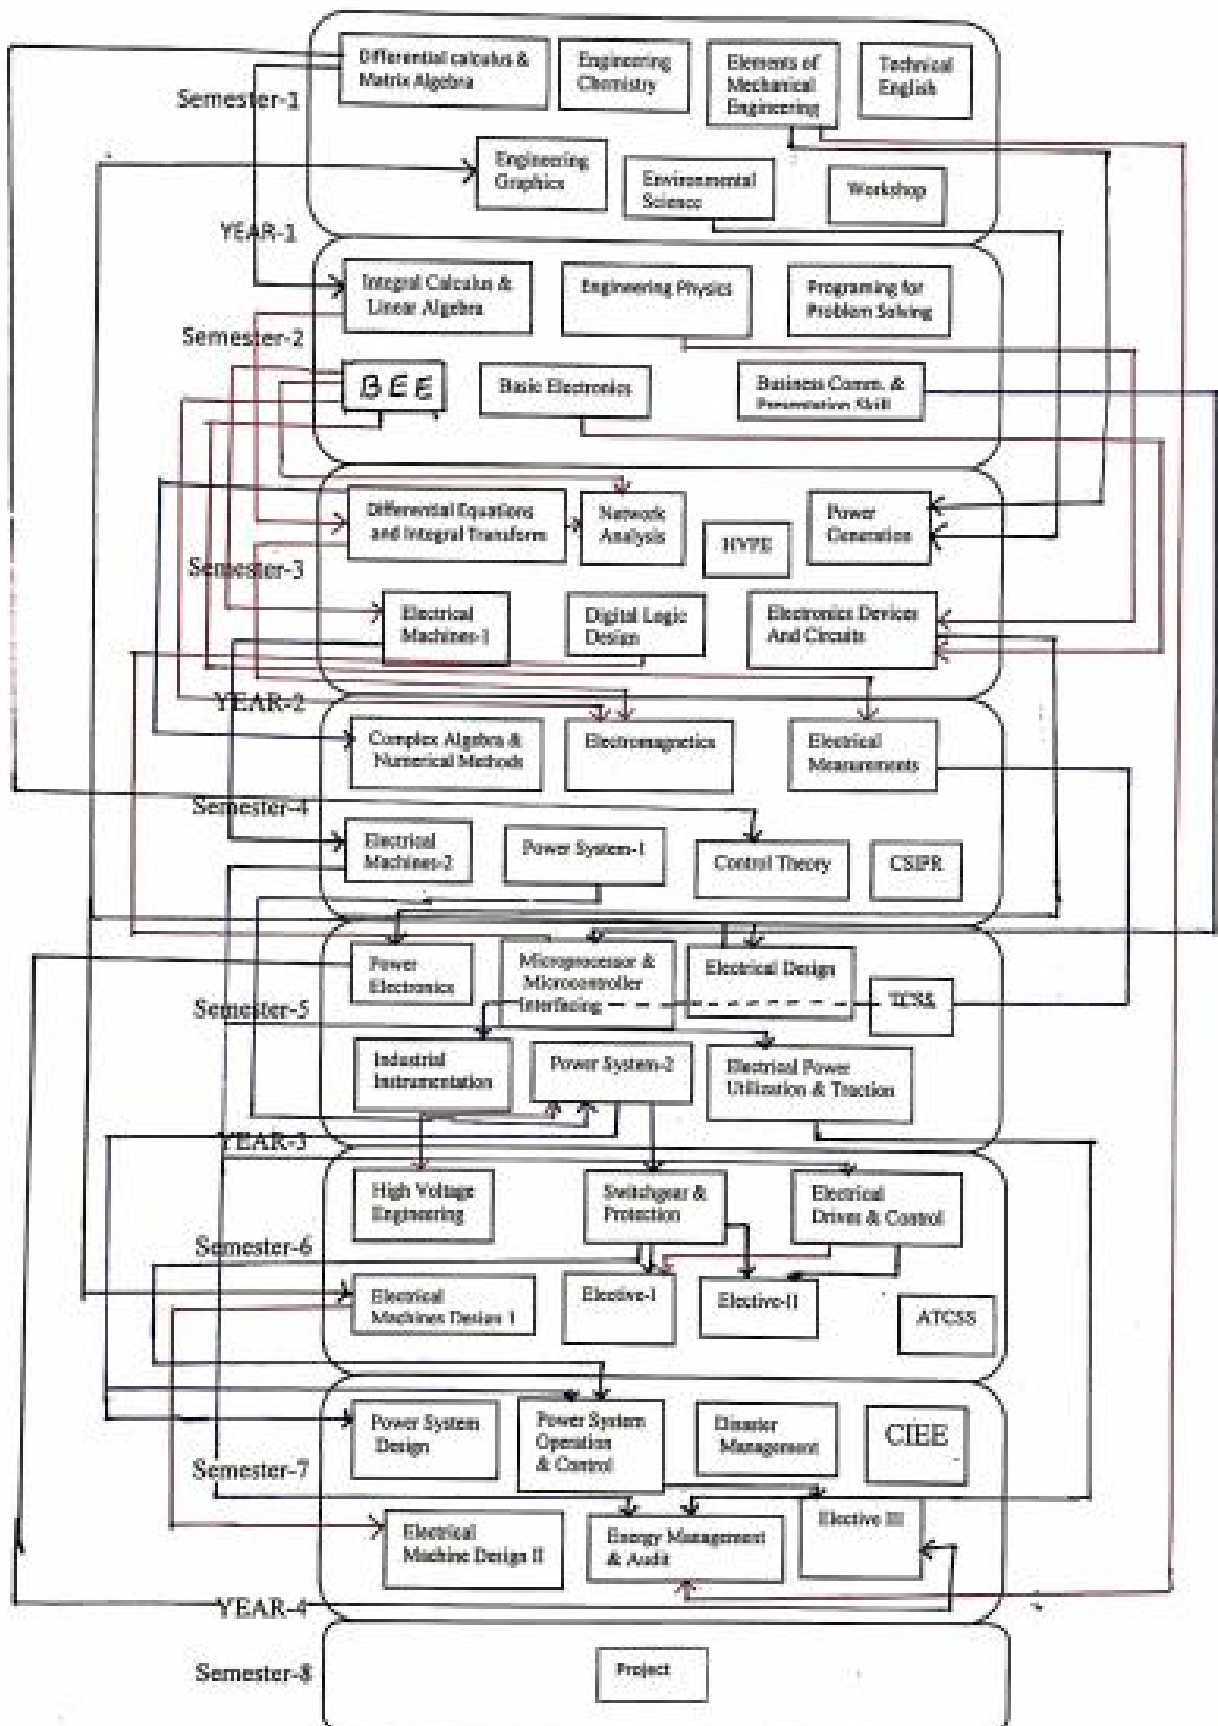 Differential calculus &
Matrix Algebra
Engineering
Chemistry
Elements of
Mechanical
Engineering
Technical
English
Semester-1
Engineering
Graphics
Environmental
Science
Workshop
YEAR-1
Integral Calculus &
Linear Algebra
Engineering Physics
Programing for
Problem Solving
Semester-2
BEE
Basic Electronics
Business Comm. &
Presentation Skill
Differential Equations
and Integral Transform
Network
Analysis
HVPE
Power
Generation
Semester-3
Electrical
Machines-1
Digital Logic
Design
Electronics Devices
And Circuits
YEAR-2
Complex Algebra &
Numerical Methods
Electromagnetics
Electrical
Measurements
Semester-4
Electrical
Machines-2
Power System-1
Control Theory
CSIPR
Power
Electronics
Microprocessor &
Microcontroller
Interfacing
Electrical Design
TCSS
Semester-5
Industrial
Instrumentation
Power System-2
Electrical Power
Utilization & Traction
YEAR-3
High Voltage
Engineering
Switchgear &
Protection
Electrical
Drives & Control
Semester-6
Electrical
Machines Design 1
Elective-I
Elective-II
ATCSS
Power System
Design
Power System
Operation
& Control
Disaster
Management
CIEE
Semester-7
Electrical
Machine Design II
Energy Management
& Audit
Elective III
YEAR-4
Semester-8
Project